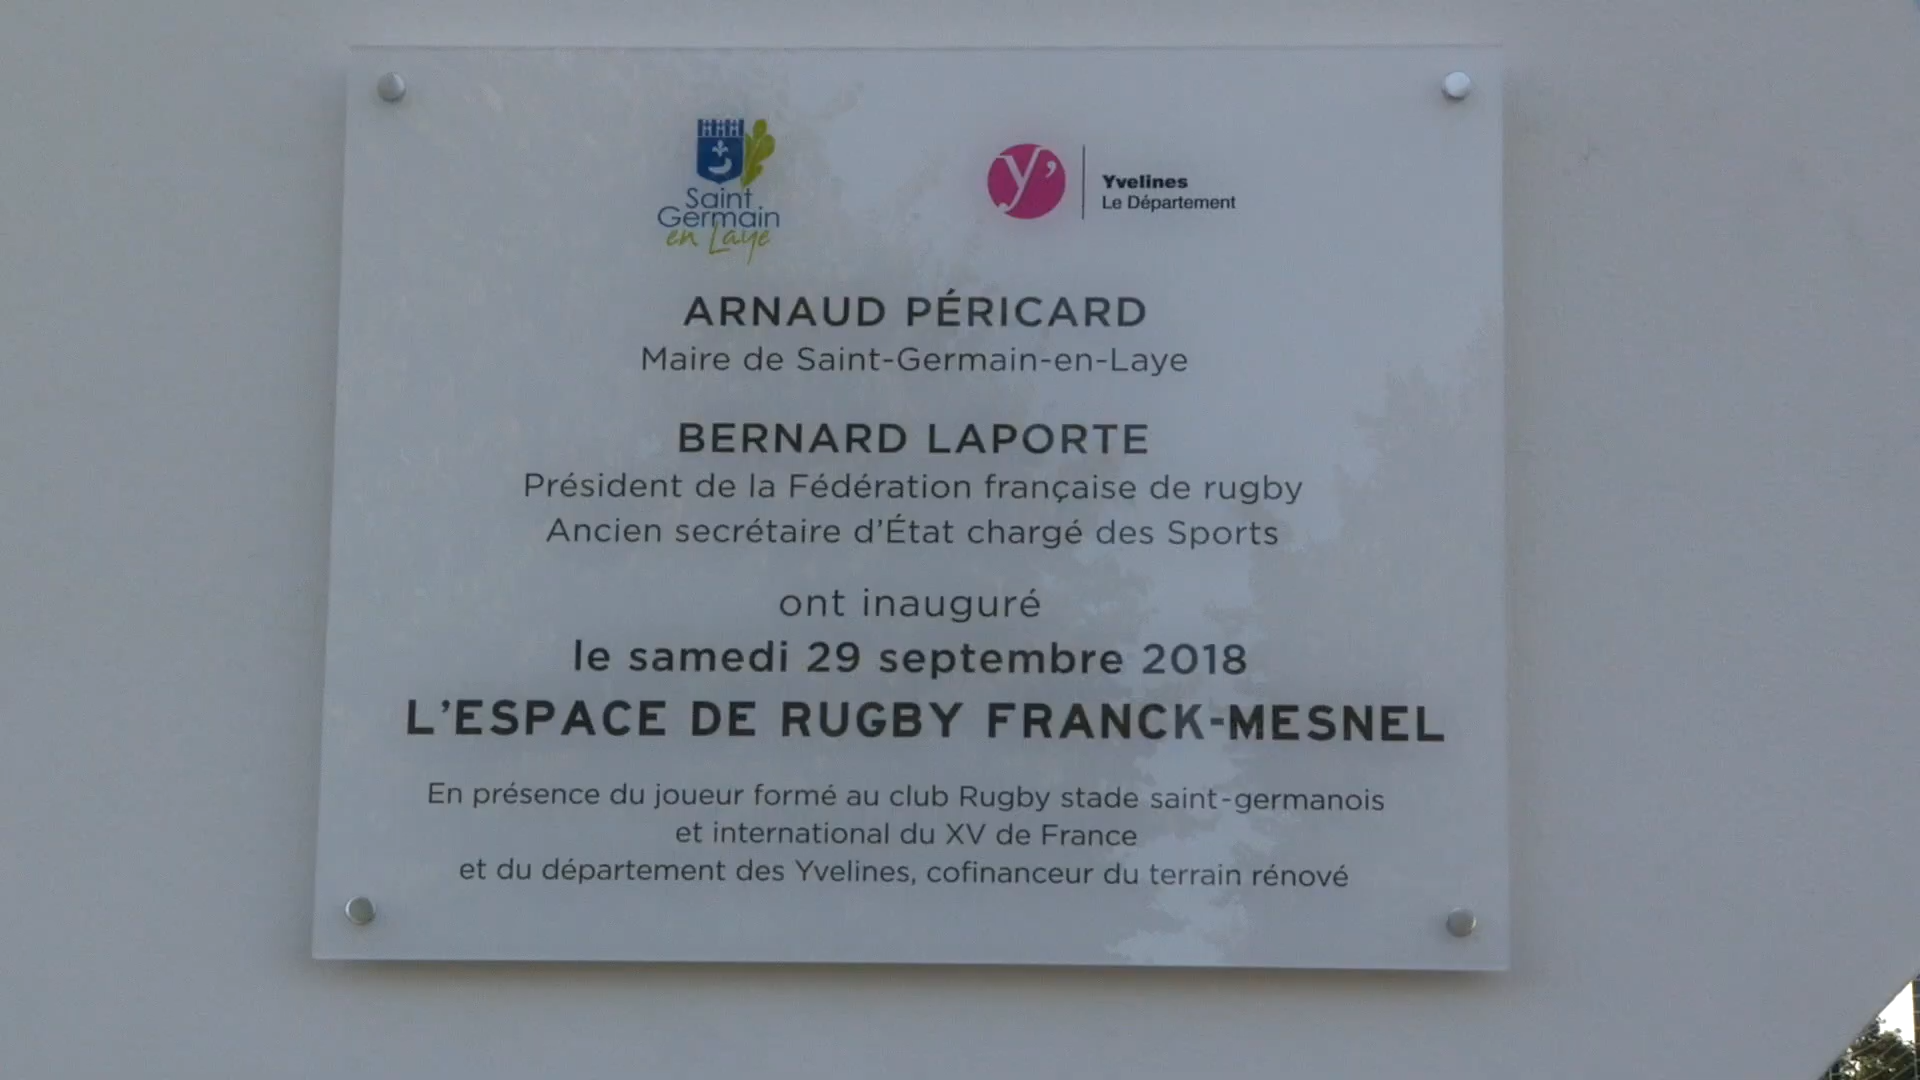 Saint
Germain
en Laye
y'
Yvelines
Le Département
ARNAUD PÉRICARD
Maire de Saint-Germain-en-Laye
BERNARD LAPORTE
Président de la Fédération française de rugby
Ancien secrétaire d'État chargé des Sports
ont inauguré
le samedi 29 septembre 2018
L'ESPACE DE RUGBY FRANCK-MESNEL
En présence du joueur formé au club Rugby stade saint-germanois
et international du XV de France
et du département des Yvelines, cofinanceur du terrain rénové